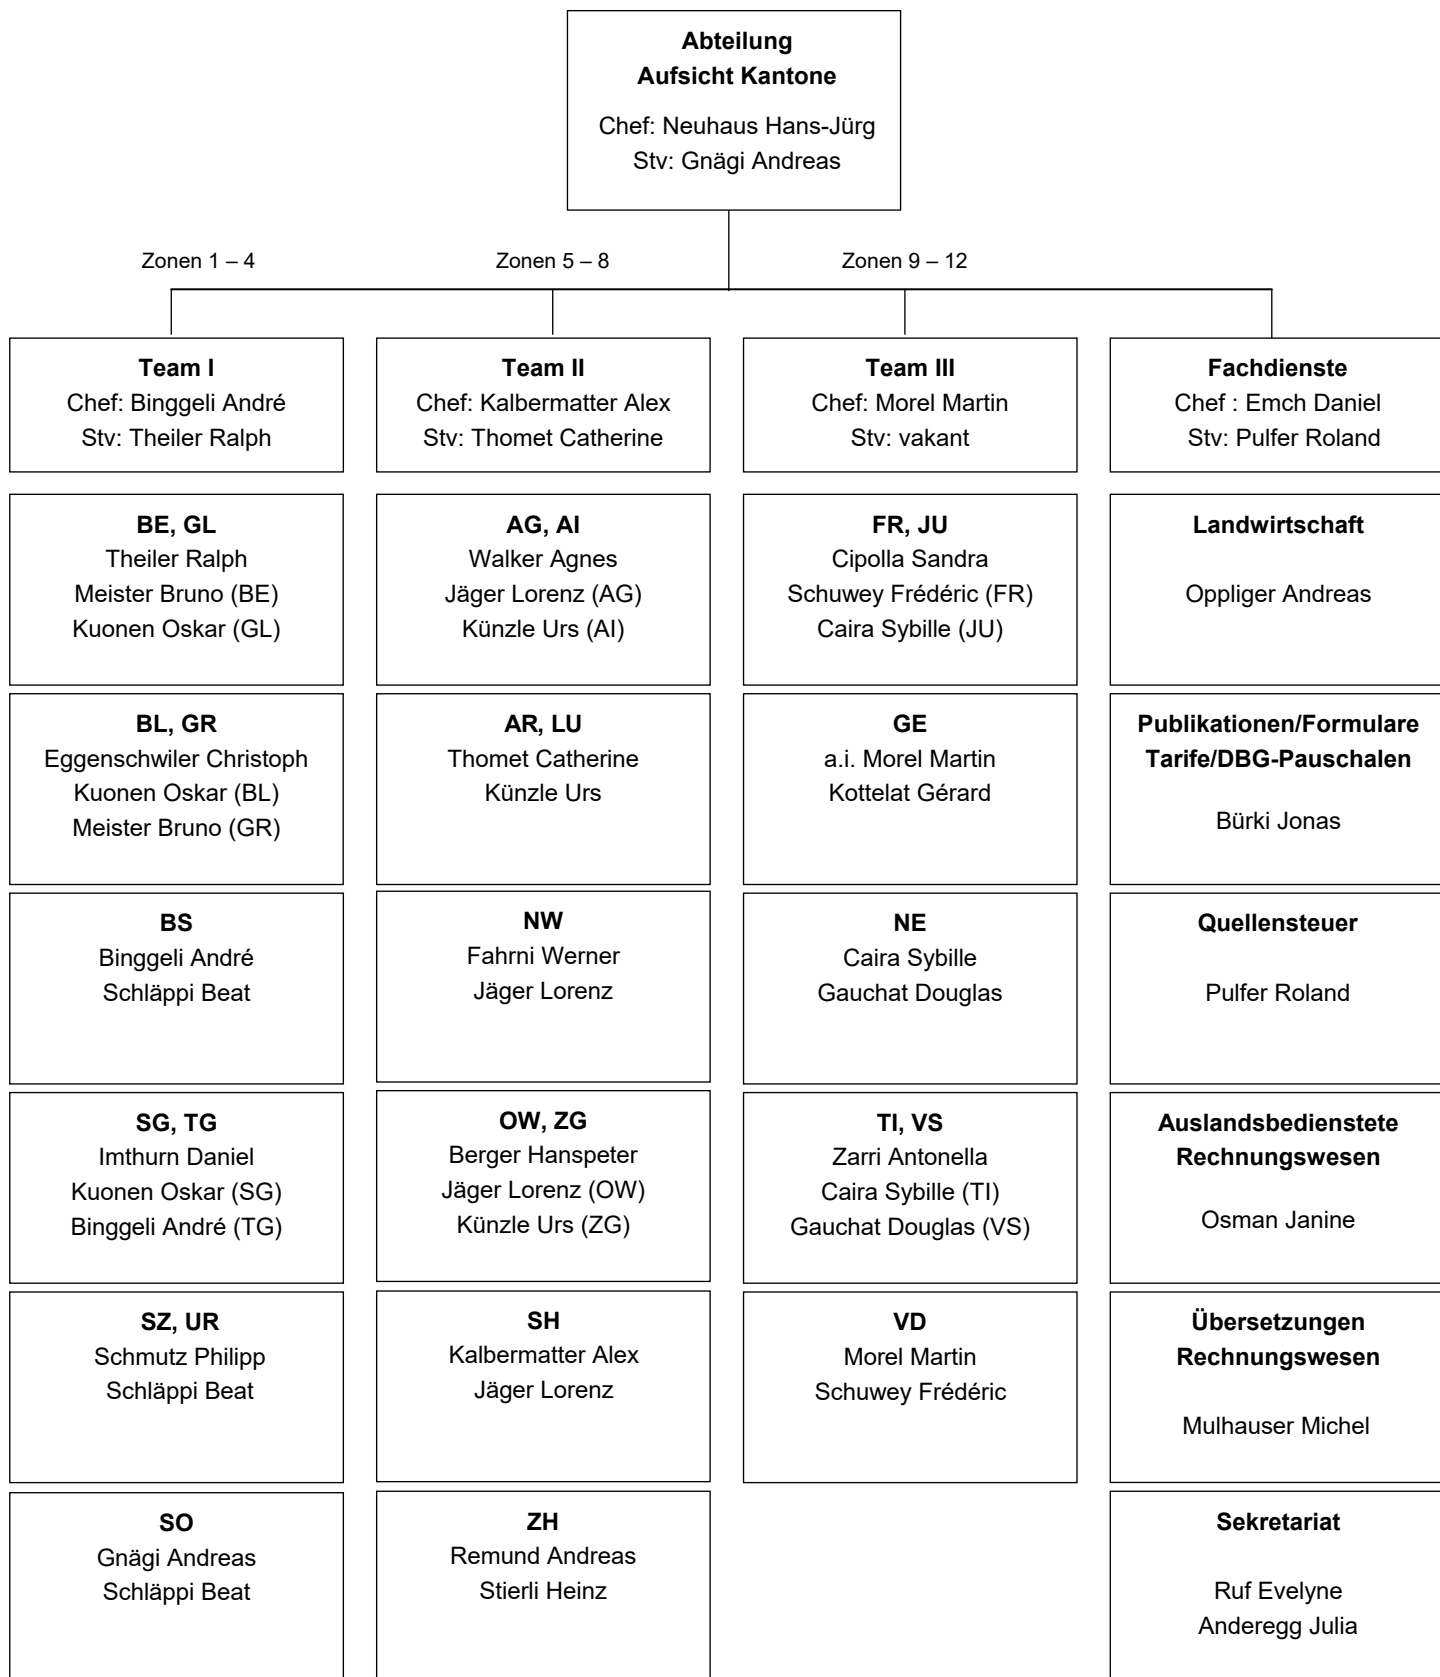 Abteilung
Aufsicht Kantone
Chef: Neuhaus Hans-Jürg
Stv: Gnägi Andreas
Zonen 1 – 4
Zonen 5 – 8
Zonen 9 – 12
Team I
Chef: Binggeli André
Stv: Theiler Ralph
Team II
Chef: Kalbermatter Alex
Stv: Thomet Catherine
Team III
Chef: Morel Martin
Stv: vakant
Fachdienste
Chef : Emch Daniel
Stv: Pulfer Roland
BE, GL
Theiler Ralph
Meister Bruno (BE)
Kuonen Oskar (GL)
AG, AI
Walker Agnes
Jäger Lorenz (AG)
Künzle Urs (AI)
FR, JU
Cipolla Sandra
Schuwey Frédéric (FR)
Caira Sybille (JU)
Landwirtschaft
Oppliger Andreas
BL, GR
Eggenschwiler Christoph
Kuonen Oskar (BL)
Meister Bruno (GR)
AR, LU
Thomet Catherine
Künzle Urs
GE
a.i. Morel Martin
Kottelat Gérard
Publikationen/Formulare
Tarife/DBG-Pauschalen
Bürki Jonas
BS
Binggeli André
Schläppi Beat
NW
Fahrni Werner
Jäger Lorenz
NE
Caira Sybille
Gauchat Douglas
Quellensteuer
Pulfer Roland
SG, TG
Imthurn Daniel
Kuonen Oskar (SG)
Binggeli André (TG)
OW, ZG
Berger Hanspeter
Jäger Lorenz (OW)
Künzle Urs (ZG)
TI, VS
Zarri Antonella
Caira Sybille (TI)
Gauchat Douglas (VS)
Auslandsbedienstete
Rechnungswesen
Osman Janine
SZ, UR
Schmutz Philipp
Schläppi Beat
SH
Kalbermatter Alex
Jäger Lorenz
VD
Morel Martin
Schuwey Frédéric
Übersetzungen
Rechnungswesen
Mulhauser Michel
SO
Gnägi Andreas
Schläppi Beat
ZH
Remund Andreas
Stierli Heinz
Sekretariat
Ruf Evelyne
Anderegg Julia